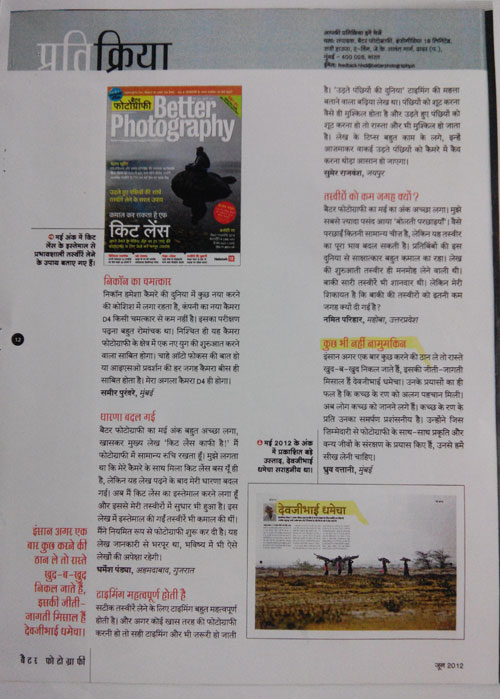 प्रतिक्रिया
आपकी प्रतिक्रिया हमें भेजें
मुंबई – 400 028, भारत
बैटर
फोटोग्राफी
Better
Photography
कमाल कर सकता है एक
किट लेंस
मई अंक में किट
लेंस के इस्तेमाल से
प्रभावशाली तस्वीरें लेने
के उपाय बताए गए हैं।
निकॉन का चमत्कार
निकॉन हमेशा कैमरे की दुनिया में कुछ नया करने
की कोशिश में लगा रहता है, कंपनी का नया कैमरा
D4 किसी चमत्कार से कम नहीं है। इसका परीक्षण
पढ़ना बहुत रोमांचक था। निश्चित ही यह कैमरा
फोटोग्राफी के क्षेत्र में एक नए युग की शुरुआत करने
वाला साबित होगा। चाहे ऑटो फोकस की बात हो
या आइएसओ प्रदर्शन की हर जगह कैमरा बीस ही
साबित होता है। मेरा अगला कैमरा D4 ही होगा।
समीर पुरंदरे, मुंबई
धारणा बदल गई
बैटर फोटोग्राफी का मई अंक बहुत अच्छा लगा,
खासकर मुख्य लेख 'किट लेंस काफी है!' मैं
फोटोग्राफी में सामान्य रुचि रखता हूँ। मुझे लगता
था कि मेरे कैमरे के साथ मिला किट लेंस बस यूँ ही
है, लेकिन यह लेख पढ़ने के बाद मेरी धारणा बदल
गई। अब मैं किट लेंस का इस्तेमाल करने लगा हूँ
और इससे मेरी तस्वीरों में सुधार भी हुआ है। इस
लेख में इस्तेमाल की गईं तस्वीरें भी कमाल की थीं।
मैंने नियमित रूप से फोटोग्राफी शुरू कर दी है। यह
लेख जानकारी से भरपूर था, भविष्य में भी ऐसे
लेखों की अपेक्षा रहेगी।
धर्मेश पंड्या, अहमदाबाद, गुजरात
टाइमिंग महत्वपूर्ण होती है
सटीक तस्वीरें लेने के लिए टाइमिंग बहुत महत्वपूर्ण
होती है। और अगर कोई खास तरह की फोटोग्राफी
करनी हो तो सही टाइमिंग और भी जरूरी हो जाती
है। 'उड़ते पंछियों की दुनिया' टाइमिंग की महत्ता
बताने वाला बढ़िया लेख था। पंछियों को शूट करना
वैसे ही मुश्किल होता है और उड़ते हुए पंछियों को
शूट करना हो तो रास्ता और भी मुश्किल हो जाता
है। लेख के टिप्स बहुत काम के लगे, इन्हें
आजमाकर वाकई उड़ते पंछियों को कैमरे में कैद
करना थोड़ा आसान हो जाएगा।
सुमेर राजवंश, जयपुर
तस्वीरों को कम जगह क्यों?
बैटर फोटोग्राफी का मई का अंक अच्छा लगा। मुझे
सबसे ज्यादा पसंद आया 'बोलती परछाइयाँ'। वैसे
परछाई कितनी सामान्य चीज है, लेकिन यह तस्वीर
का पूरा भाव बदल सकती है। प्रतिबिंबों की इस
दुनिया से साक्षात्कार बहुत कमाल का रहा। लेख
की शुरुआती तस्वीर ही मनमोह लेने वाली थी।
बाकी सारी तस्वीरें भी शानदार थी। लेकिन मेरी
शिकायत है कि बाकी की तस्वीरों को इतनी कम
जगह क्यों दी गई है?
नमित परिहार, महोबा, उत्तरप्रदेश
कुछ भी नहीं नामुमकिन
इंसान अगर एक बार कुछ करने की ठान ले तो रास्ते
खुद-ब-खुद निकल जाते हैं, इसकी जीती-जागती
मिसाल हैं देवजीभाई धमेचा। उनके प्रयासों का ही
फल है कि कच्छ के रण को अलग पहचान मिली।
अब लोग कच्छ को जानने लगे हैं। कच्छ के रण के
प्रति उनका समर्पण प्रशंसनीय है। उन्होंने जिस
जिम्मेदारी से फोटोग्राफी के साथ-साथ प्रकृति और
वन्य जीवों के संरक्षण के प्रयास किए हैं, उनसे हमें
सीख लेनी चाहिए।
ध्रुव वत्तानी, मुंबई
मई 2012 के अंक
में प्रकाशित बड़े
उस्ताद, देवजीभाई
धमेचा सराहनीय था।
देवजीभाई धमेचा
इंसान अगर एक
बार कुछ करने की
ठान ले तो रास्ते
खुद-ब-खुद
निकल जाते हैं,
इसकी जीती-
जागती मिसाल हैं
देवजीभाई धमेचा।
12
बैटर फोटोग्राफी
जून 2012